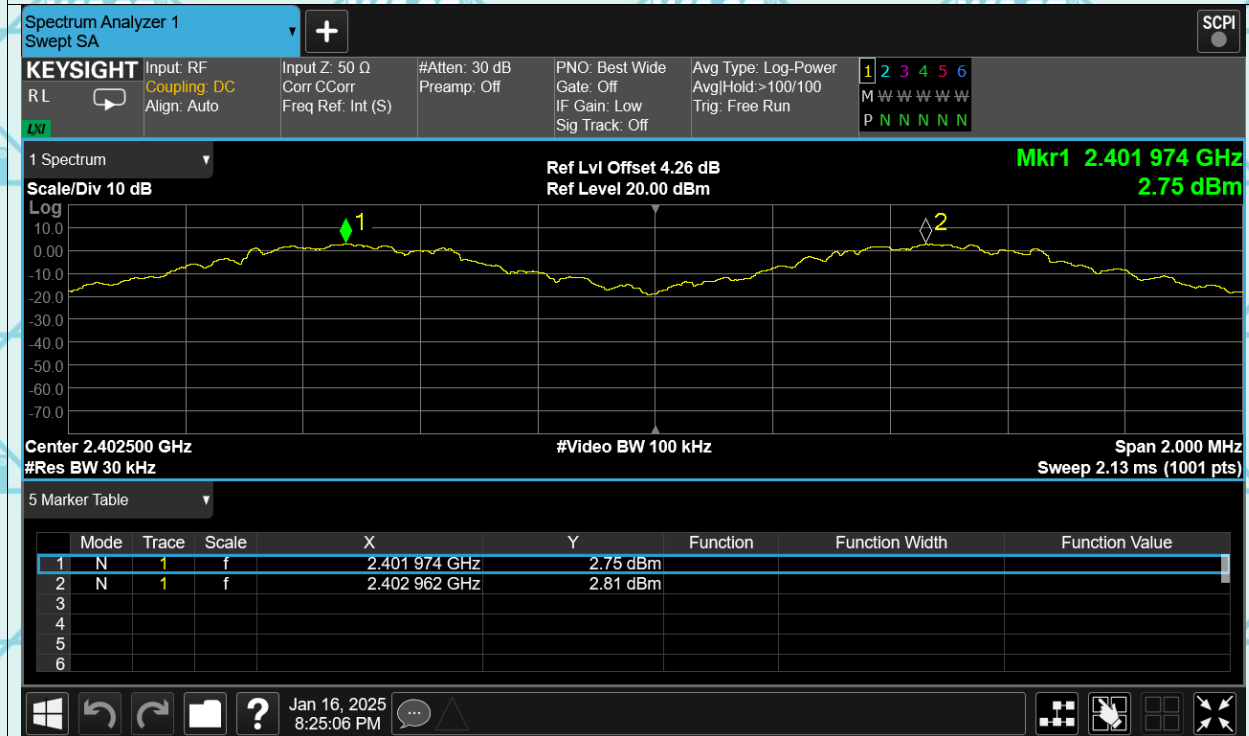 Spectrum Analyzer 1
Swept SA
+
SCPI
KEYSIGHT
RL
LXI
Input: RF
Coupling: DC
Align: Auto
Input Z: 50 Ω
Corr CCorr
Freq Ref: Int (S)
#Atten: 30 dB
Preamp: Off
PNO: Best Wide
Gate: Off
IF Gain: Low
Sig Track: Off
Avg Type: Log-Power
Avg|Hold:>100/100
Trig: Free Run
1 2 3 4 5 6
M W W W W W
P N N N N N
1 Spectrum
Scale/Div 10 dB
Ref Lvl Offset 4.26 dB
Ref Level 20.00 dBm
Mkr1 2.401 974 GHz
2.75 dBm
Log
10.0
0.00
-10.0
-20.0
-30.0
-40.0
-50.0
-60.0
-70.0
1
2
Center 2.402500 GHz
#Video BW 100 kHz
Span 2.000 MHz
#Res BW 30 kHz
Sweep 2.13 ms (1001 pts)
5 Marker Table
Mode Trace Scale X Y Function Function Width Function Value
1 N 1 f 2.401 974 GHz 2.75 dBm
2 N 1 f 2.402 962 GHz 2.81 dBm
3
4
5
6
?
Jan 16, 2025
8:25:06 PM